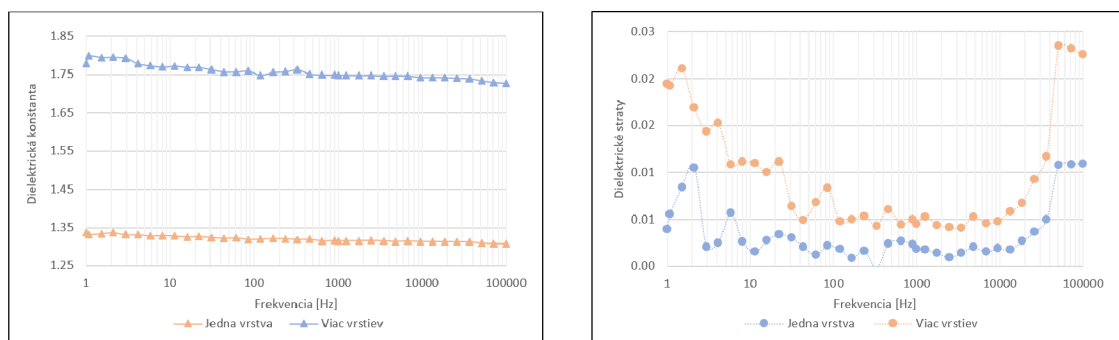 1.85
1.75
1.65
1.55
1.45
1.35
1.25
Dielektrická konštanta
1 10 100 1000 10000 100000
Frekvencia [Hz]
Jedna vrstva Viac vrstiev
0.03
0.02
0.02
0.01
0.01
0.00
Dielektrické straty
1 10 100 1000 10000 100000
Frekvencia [Hz]
Jedna vrstva Viac vrstiev